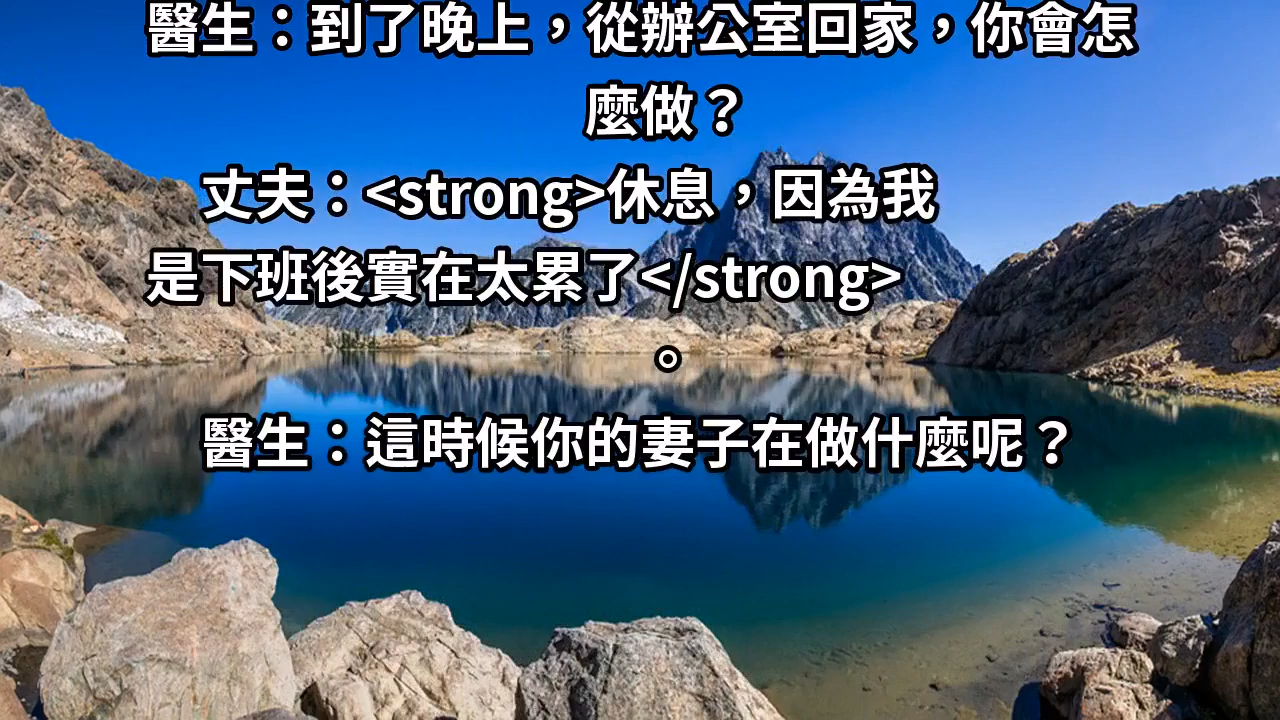 醫生：到了晚上，從辦公室回家，你會怎
麼做？
丈夫：<strong>休息，因為我
是下班後實在太累了</strong>
。
醫生：這時候你的妻子在做什麼呢？